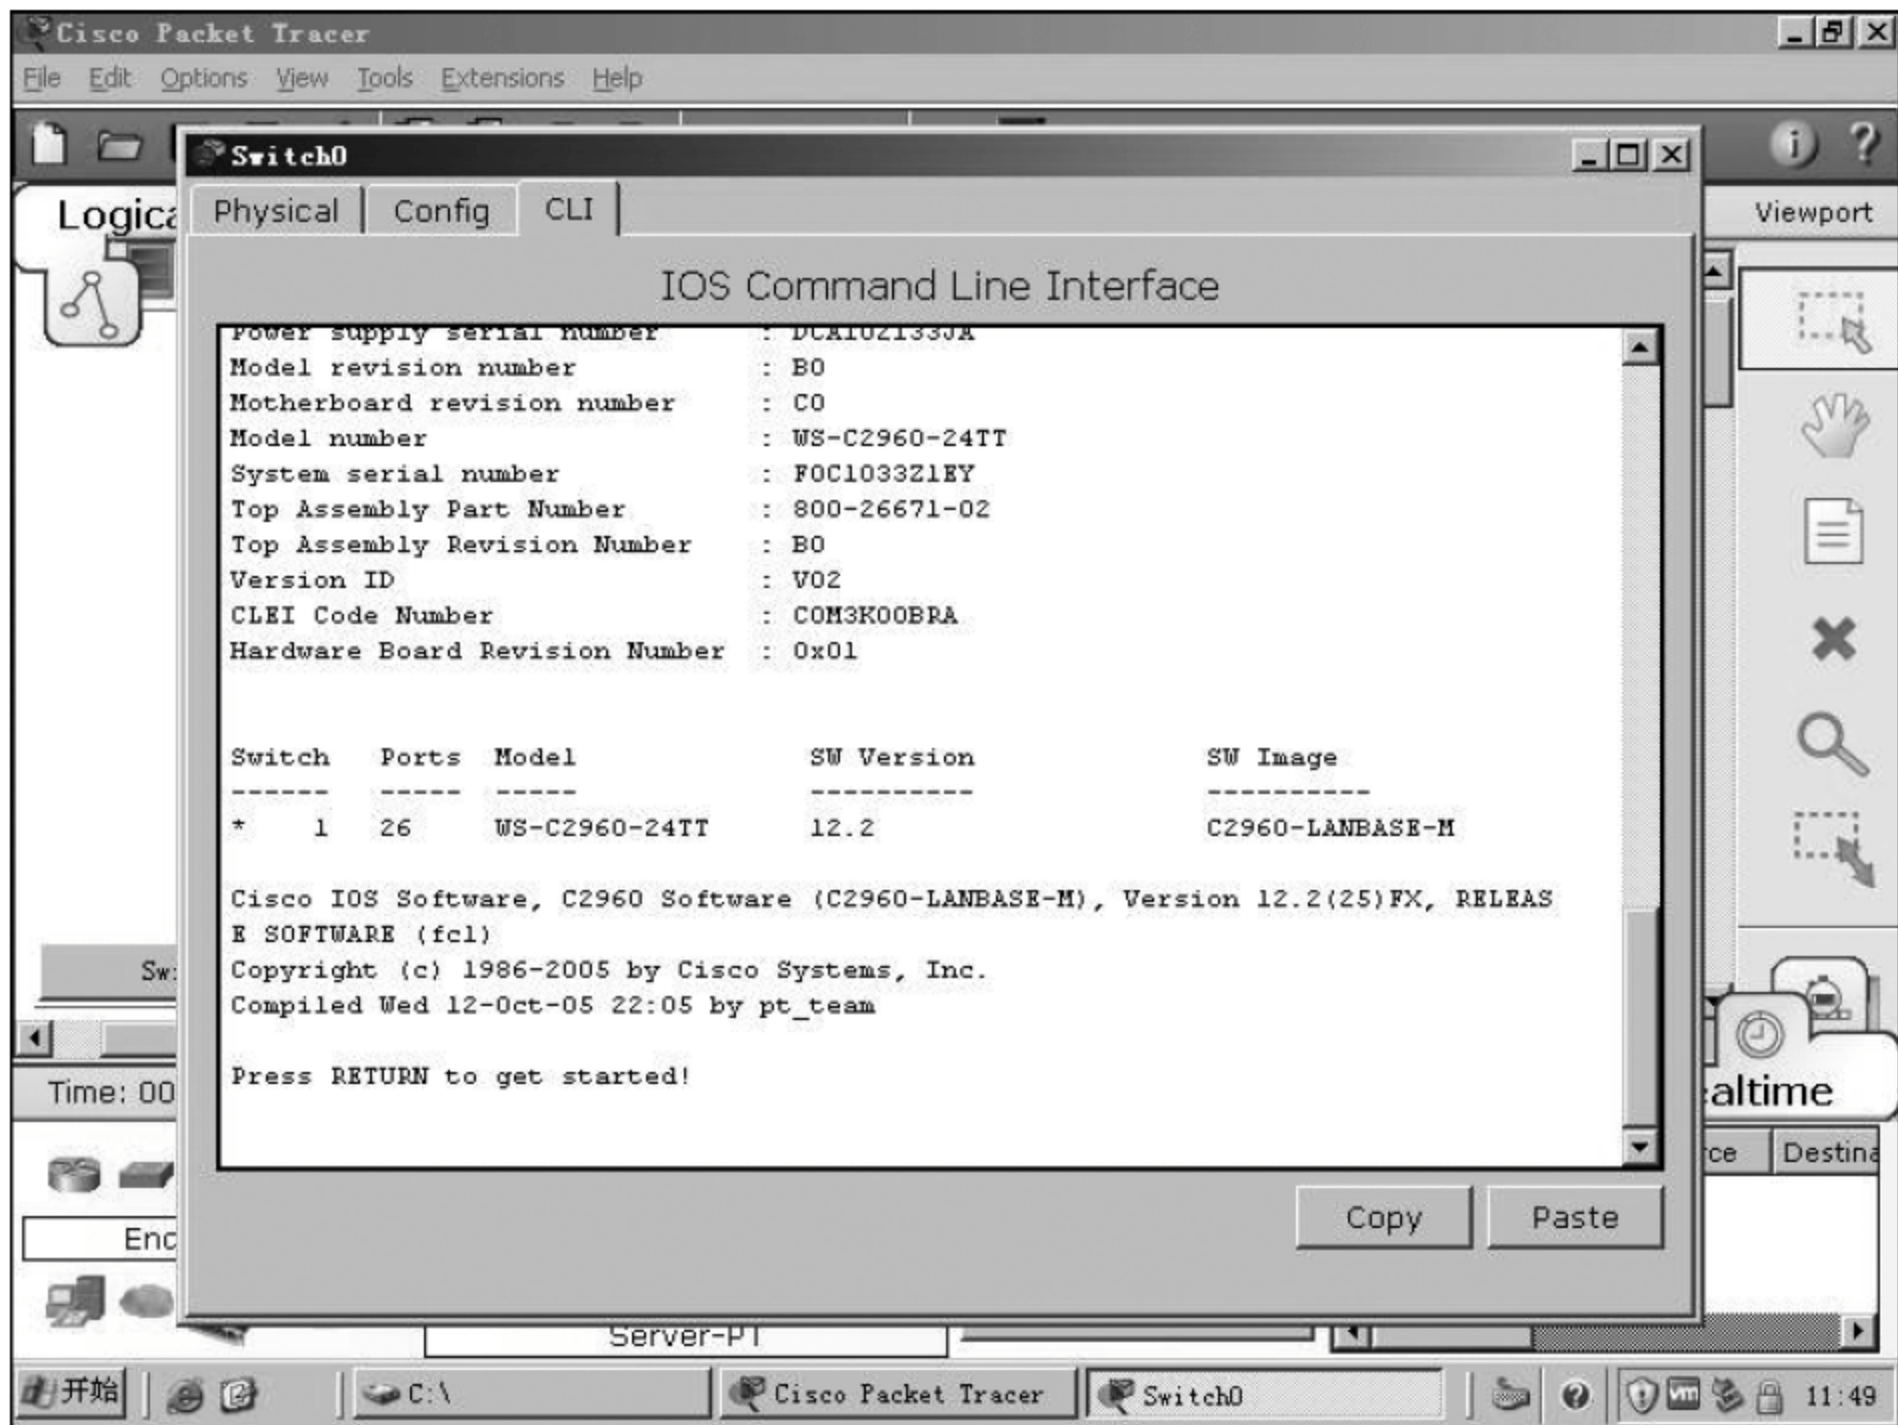 Cisco Packet Tracer
File Edit Options View Tools Extensions Help
Switch0
Physical Config CLI
Viewport
IOS Command Line Interface
Power supply serial number : DCA102133JA
Model revision number : B0
Motherboard revision number : C0
Model number : WS-C2960-24TT
System serial number : FOC1033Z1EY
Top Assembly Part Number : 800-26671-02
Top Assembly Revision Number : B0
Version ID : V02
CLEI Code Number : COM3K00BRA
Hardware Board Revision Number : 0x01
Switch Ports Model SW Version SW Image
------ ----- ----- ---------- ----------
* 1 26 WS-C2960-24TT 12.2 C2960-LANBASE-M
Cisco IOS Software, C2960 Software (C2960-LANBASE-M), Version 12.2(25)FX, RELEAS
E SOFTWARE (fc1)
Copyright (c) 1986-2005 by Cisco Systems, Inc.
Compiled Wed 12-Oct-05 22:05 by pt_team
Press RETURN to get started!
Time: 00
Copy Paste
Server-PT
开始 C:\ Cisco Packet Tracer Switch0 11:49